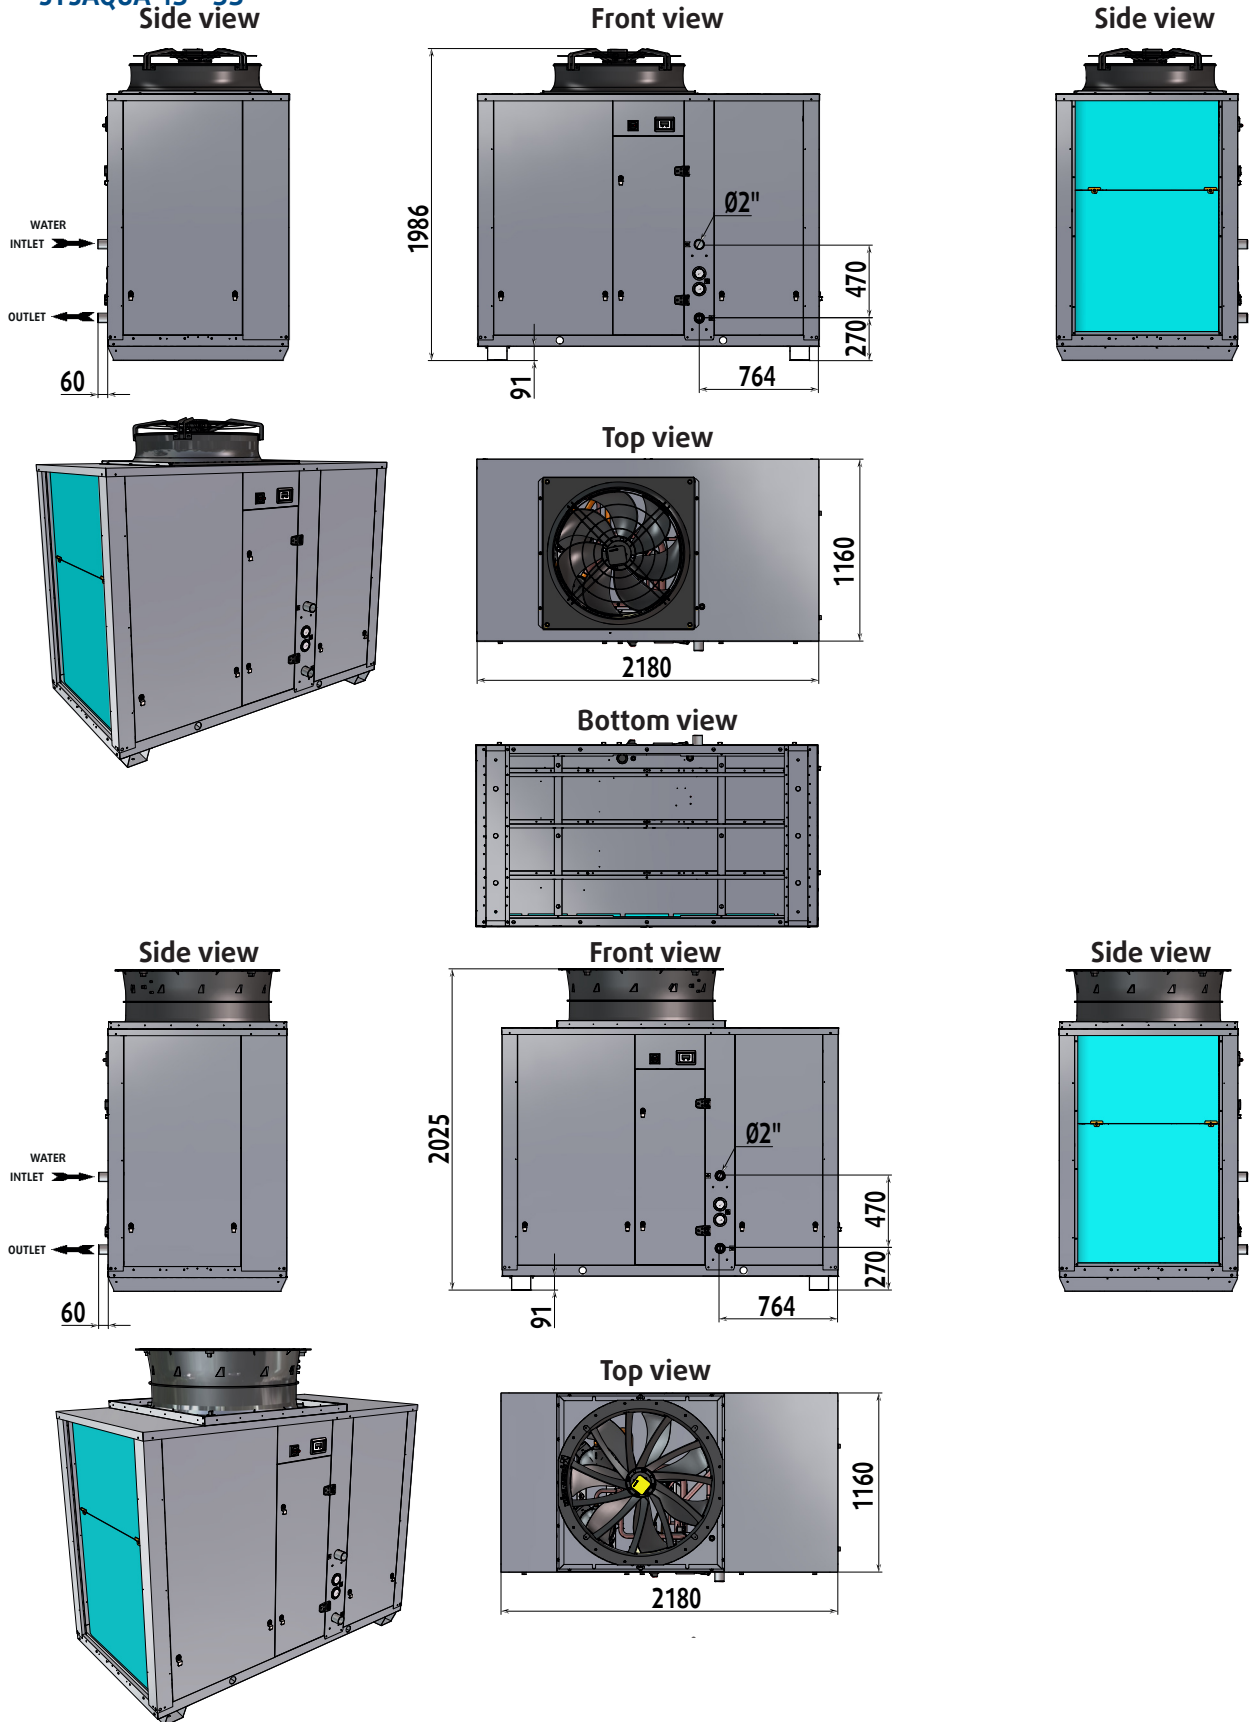 Side view
Front view
Side view
1986
Ø2"
WATER
INTLET
OUTLET
470
270
60
91
764
Top view
1160
2180
Bottom view
Side view
Front view
Side view
2025
Ø2"
WATER
INTLET
OUTLET
470
270
60
91
764
Top view
1160
2180